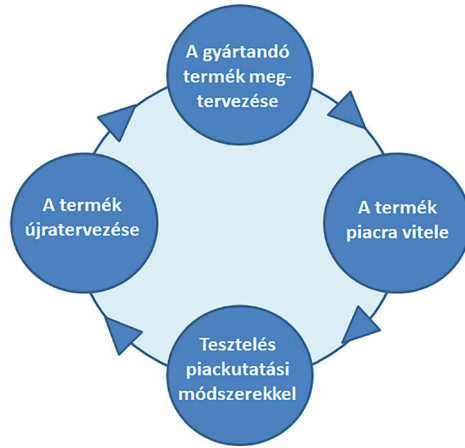 A gyártandó
termék meg-
tervezése
A termék
piacra vitele
Tesztelés
piackutatási
módszerekkel
A termék
újratervezése